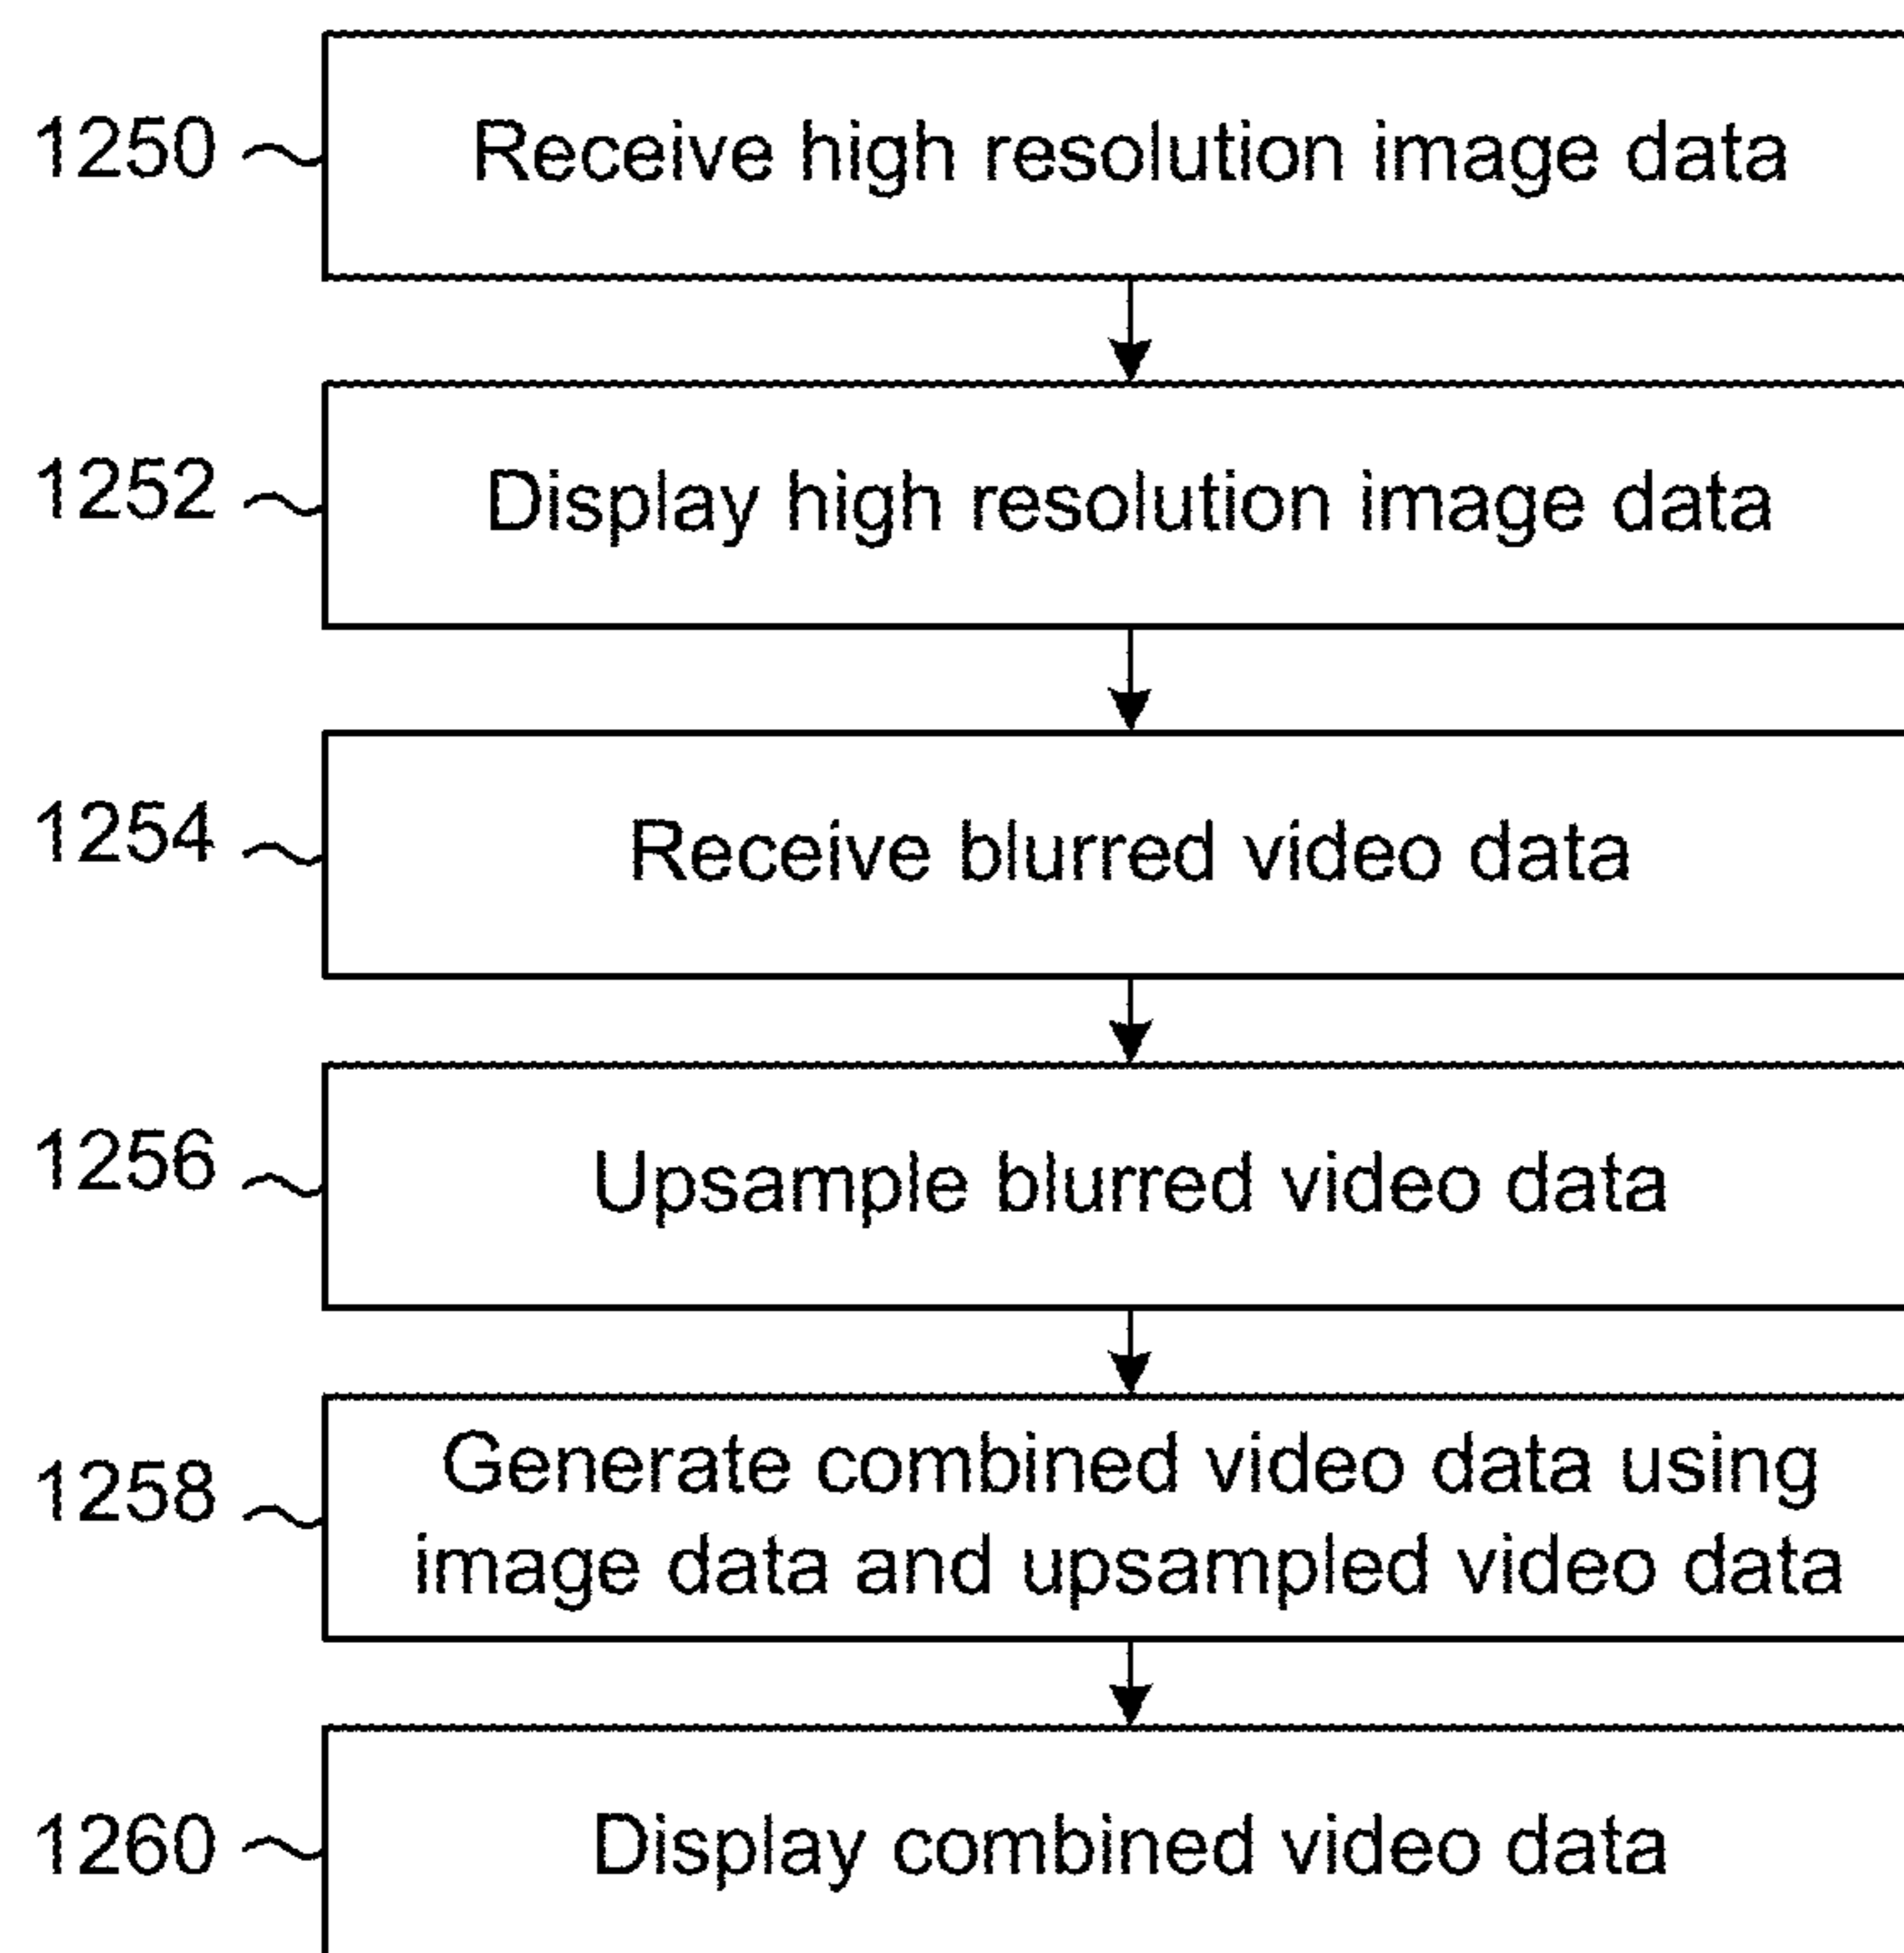 1250 Receive high resolution image data
1252 Display high resolution image data
1254 Receive blurred video data
1256 Upsample blurred video data
1258 Generate combined video data using
image data and upsampled video data
1260 Display combined video data